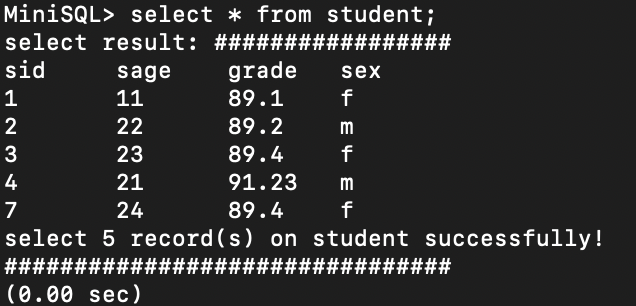 MiniSQL> select * from student;
select result: #################
sid     sage    grade   sex
1       11      89.1    f
2       22      89.2    m
3       23      89.4    f
4       21      91.23   m
7       24      89.4    f
select 5 record(s) on student successfully!
################################
(0.00 sec)